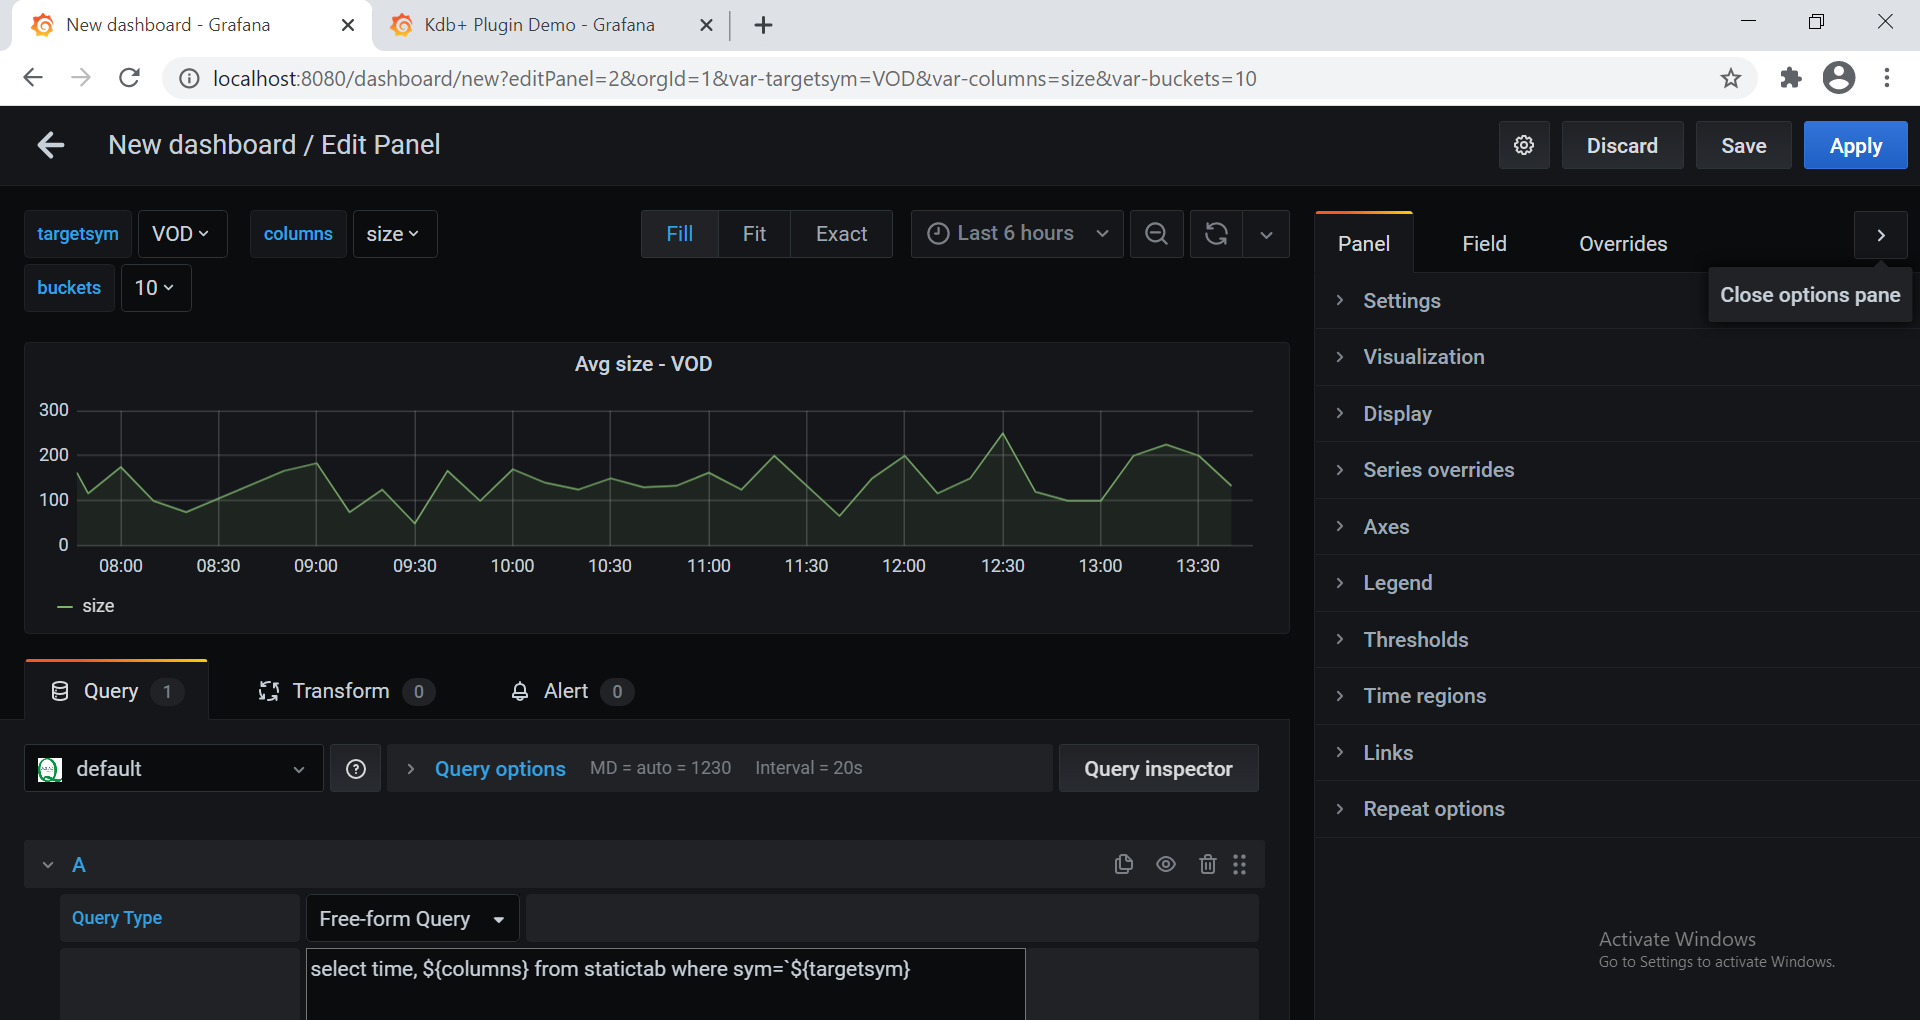 New dashboard - Grafana
Kdb+ Plugin Demo - Grafana
localhost:8080/dashboard/new?editPanel=2&orgId=1&var-targetsym=VOD&var-columns=size&var-buckets=10
New dashboard / Edit Panel
Discard
Save
Apply
targetsym
VOD
columns
size
Fill
Fit
Exact
Last 6 hours
buckets
10
Avg size - VOD
300
200
100
0
08:00
08:30
09:00
09:30
10:00
10:30
11:00
11:30
12:00
12:30
13:00
13:30
size
Query 1
Transform 0
Alert 0
default
Query options
MD = auto = 1230
Interval = 20s
Query inspector
A
Query Type
Free-form Query
select time, ${columns} from statictab where sym=`${targetsym}
Panel
Field
Overrides
Close options pane
Settings
Visualization
Display
Series overrides
Axes
Legend
Thresholds
Time regions
Links
Repeat options
Activate Windows
Go to Settings to activate Windows.